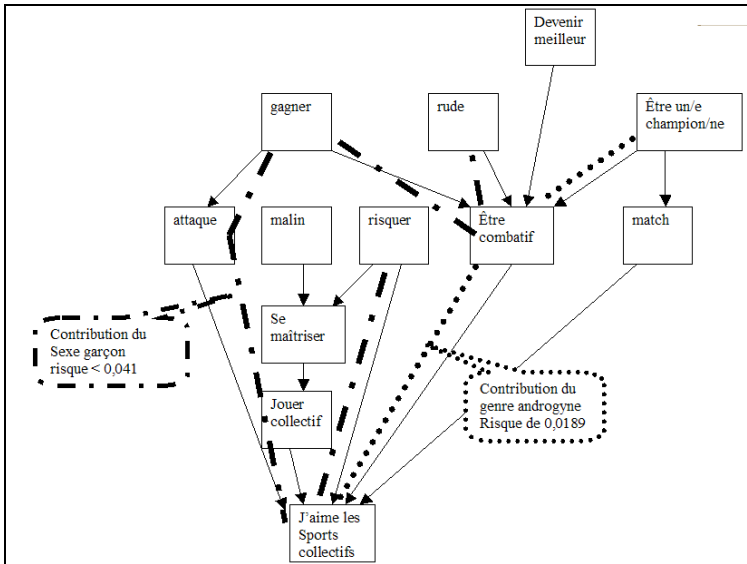 Devenir
meilleur
gagner
rude
Être un/e
champion/ne
attaque
malin
risquer
Être
combatif
match
Se
maîtriser
Contribution du
Sexe garçon
risque < 0,041
Jouer
collectif
Contribution du
genre androgyne
Risque de 0,0189
J'aime les
Sports
collectifs